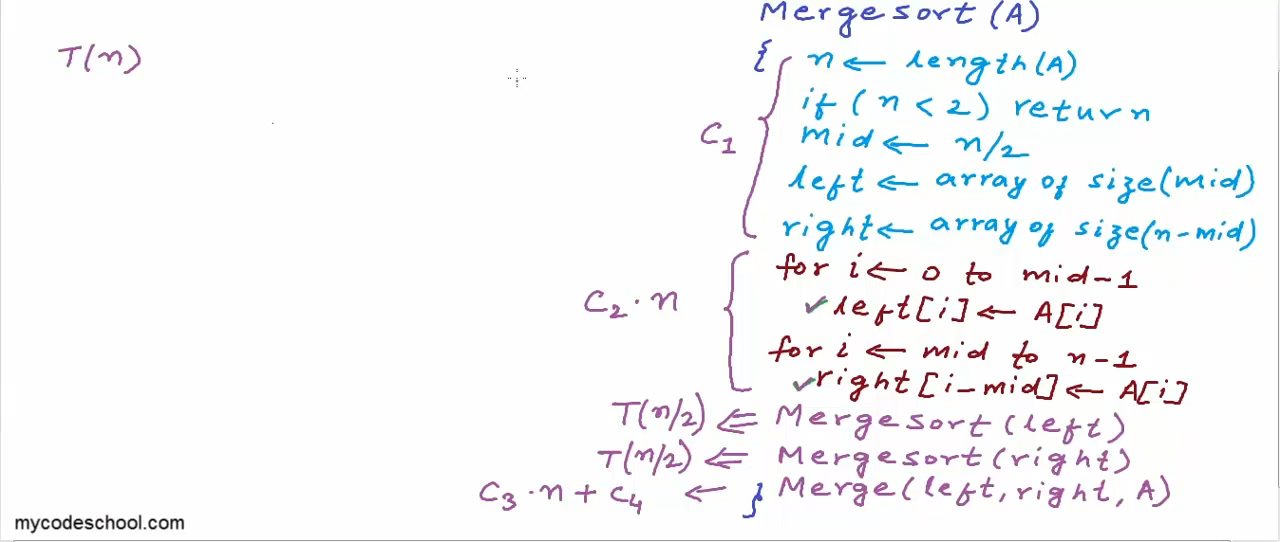 Mergesort(A)
T(n)
{ n ← length(A)
if (n < 2) return
C1
mid ← n/2
left ← array of size(mid)
right ← array of size(n-mid)
for i ← 0 to mid-1
C2·n
✓left[i] ← A[i]
for i ← mid to n-1
✓right[i-mid] ← A[i]
T(n/2) ⇐ Mergesort(left)
T(n/2) ⇐ Mergesort(right)
C3·n + C4 ← } Merge(left, right, A)
mycodeschool.com